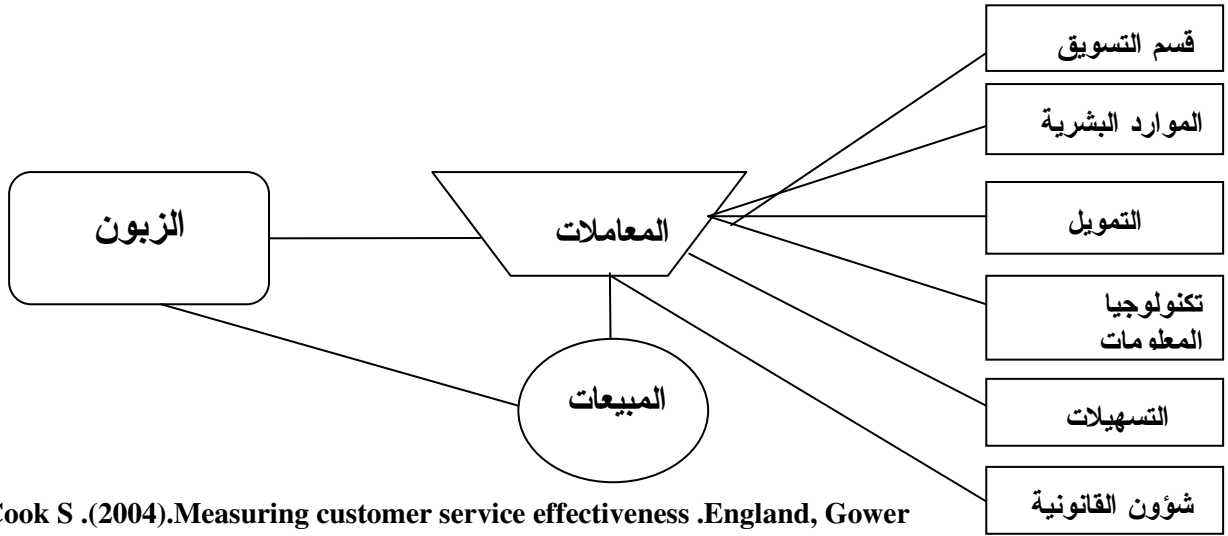 قسم التسويق
الموارد البشرية
التمويل
تكنولوجيا
المعلومات
التسهيلات
شؤون القانونية
الزبون
المعاملات
المبيعات
Cook S .(2004).Measuring customer service effectiveness .England, Gower